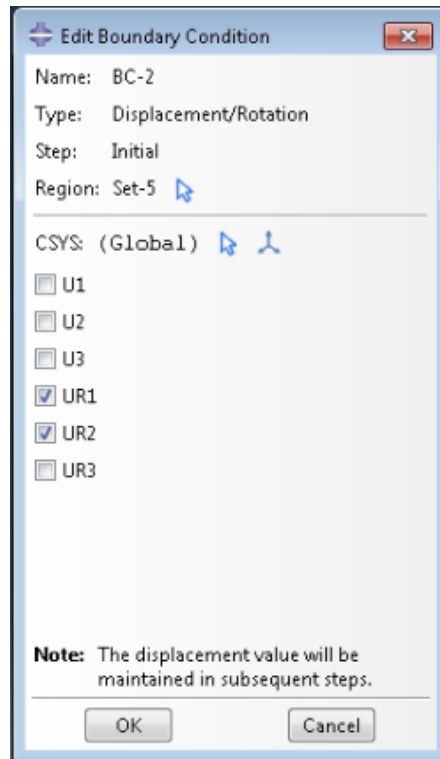 Edit Boundary Condition
Name: BC-2
Type: Displacement/Rotation
Step: Initial
Region: Set-5
CSYS: (Global)
U1
U2
U3
UR1
UR2
UR3
Note: The displacement value will be
maintained in subsequent steps.
OK Cancel